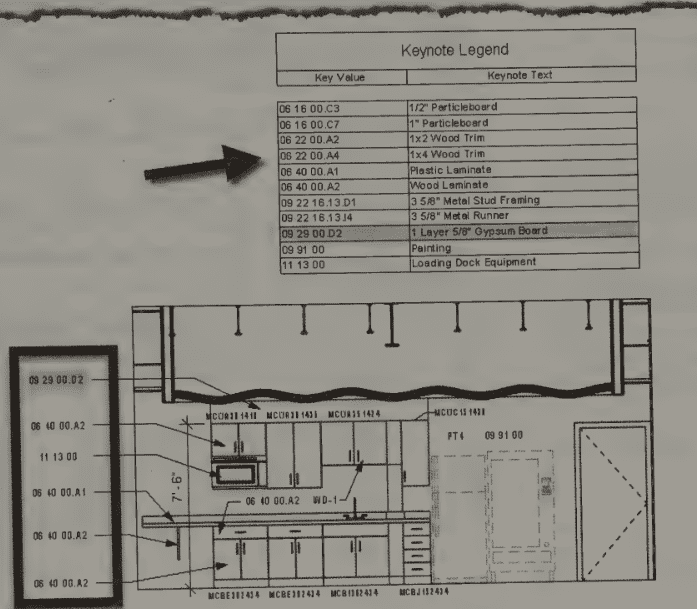 Keynote Legend
Key Value Keynote Text
06 16 00.C3 1/2" Particleboard
06 16 00.C7 1" Particleboard
06 22 00.A2 1x2 Wood Trim
06 22 00.A4 1x4 Wood Trim
06 40 00.A1 Plastic Laminate
06 40 00.A2 Wood Laminate
09 22 16.13.D1 3 5/8" Metal Stud Framing
09 22 16.13.I4 3 5/8" Metal Runner
09 29 00.D2 1 Layer 5/8" Gypsum Board
09 91 00 Painting
11 13 00 Loading Dock Equipment
09 29 00.D2
06 40 00.A2
11 13 00
06 40 00.A1
06 40 00.A2
06 40 00.A2
7'-6"
PT4 09 91 00
06 40 00.A2 WD-1